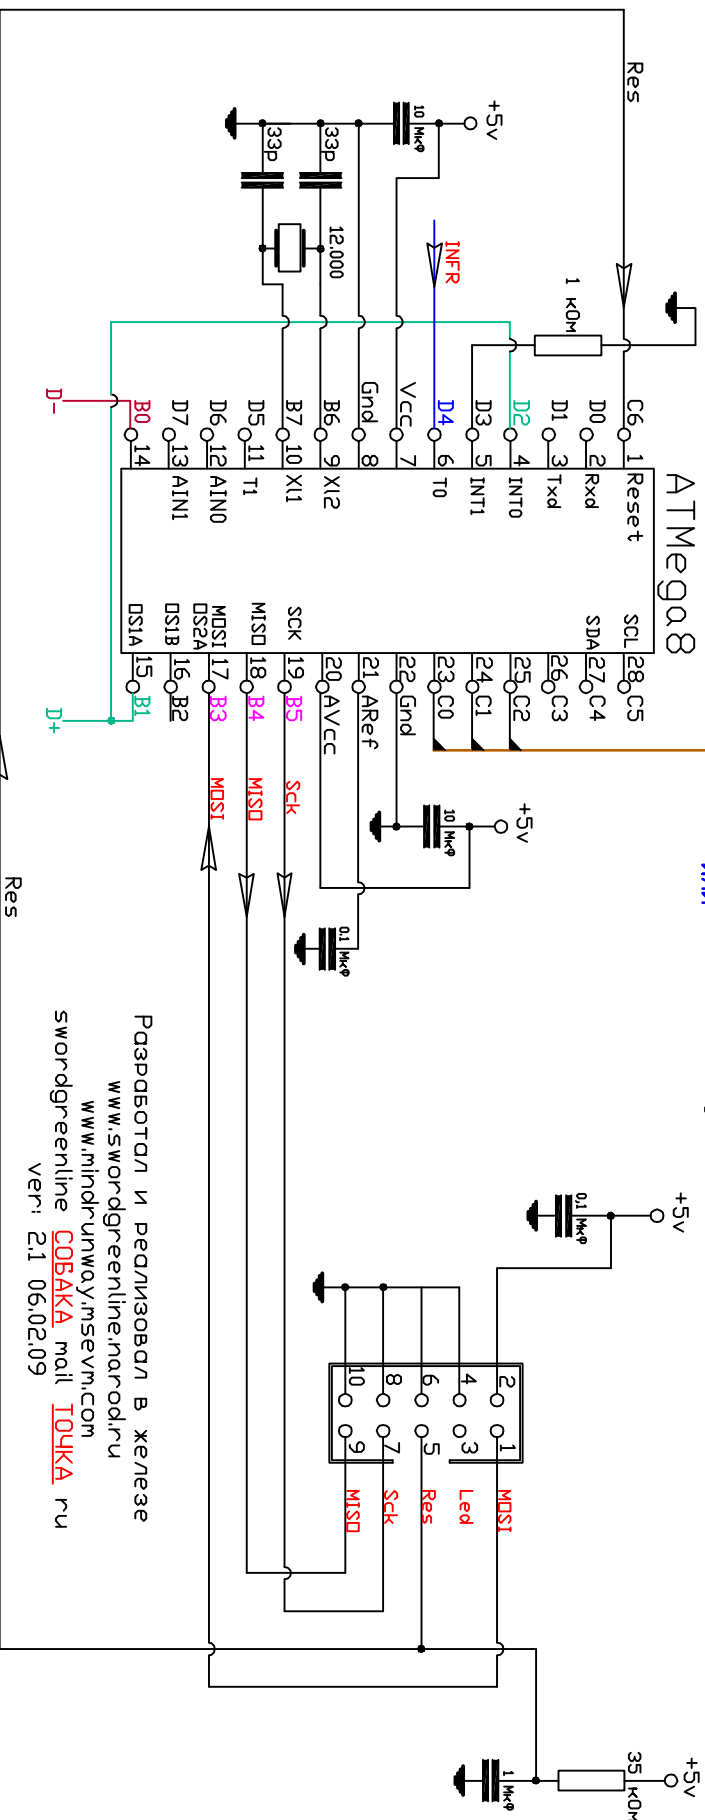 Res
+5v
10 Мкф
33p
33p
12,000
INFR
1 кОм
ATMega8
C6
1
Reset
D0
2
Rxd
D1
3
Txd
D2
4
INT0
D3
5
INT1
D4
6
T0
Vcc
7
Gnd
8
B6
9
Xl2
B7
10
Xl1
D5
11
T1
D6
12
AIN0
D7
13
AIN1
B0
14
D-
SCL
28
C5
SDA
27
C4
26
C3
25
C2
24
C1
23
C0
22
Gnd
21
ARef
20
AVcc
SCK
19
B5
Sck
MISO
18
B4
MISO
MOSI
OS2A
17
B3
MOSI
OS1B
16
B2
OS1A
15
B1
D+
+5v
10 Мкф
0.1 Мкф
Res
Разработал и реализовал в железе
www.swordgreenline.narod.ru
www.mindrunway.msevm.com
swordgreenline СОБАКА mail ТОЧКА ru
ver: 2.1 06.02.09
+5v
0,1 Мкф
2
1
MOSI
4
3
Led
6
5
Res
8
7
Sck
10
9
MISO
+5v
35 кОм
1 Мкф